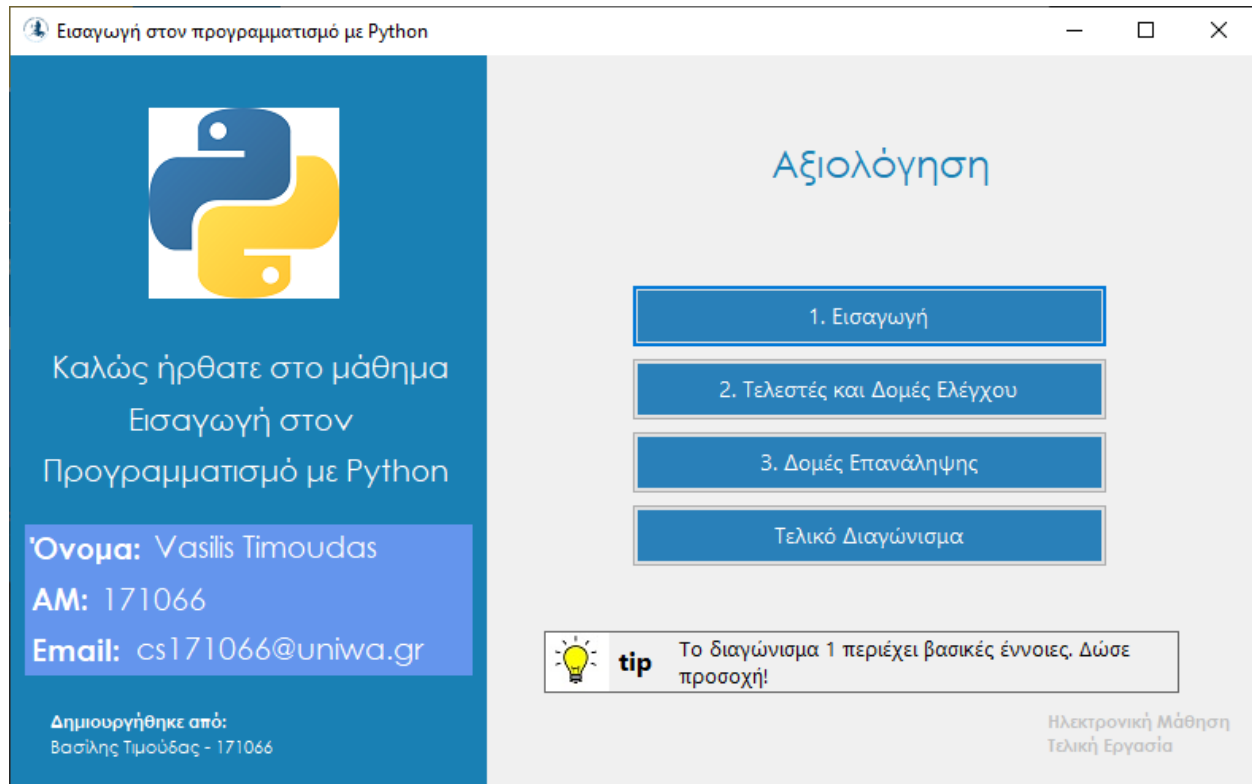 Εισαγωγή στον προγραμματισμό με Python
Καλώς ήρθατε στο μάθημα
Εισαγωγή στον
Προγραμματισμό με Python
Όνομα: Vasilis Timoudas
ΑΜ: 171066
Email: cs171066@uniwa.gr
Δημιουργήθηκε από:
Βασίλης Τιμούδας - 171066
Αξιολόγηση
1. Εισαγωγή
2. Τελεστές και Δομές Ελέγχου
3. Δομές Επανάληψης
Τελικό Διαγώνισμα
tip
Το διαγώνισμα 1 περιέχει βασικές έννοιες. Δώσε
προσοχή!
Ηλεκτρονική Μάθηση
Τελική Εργασία